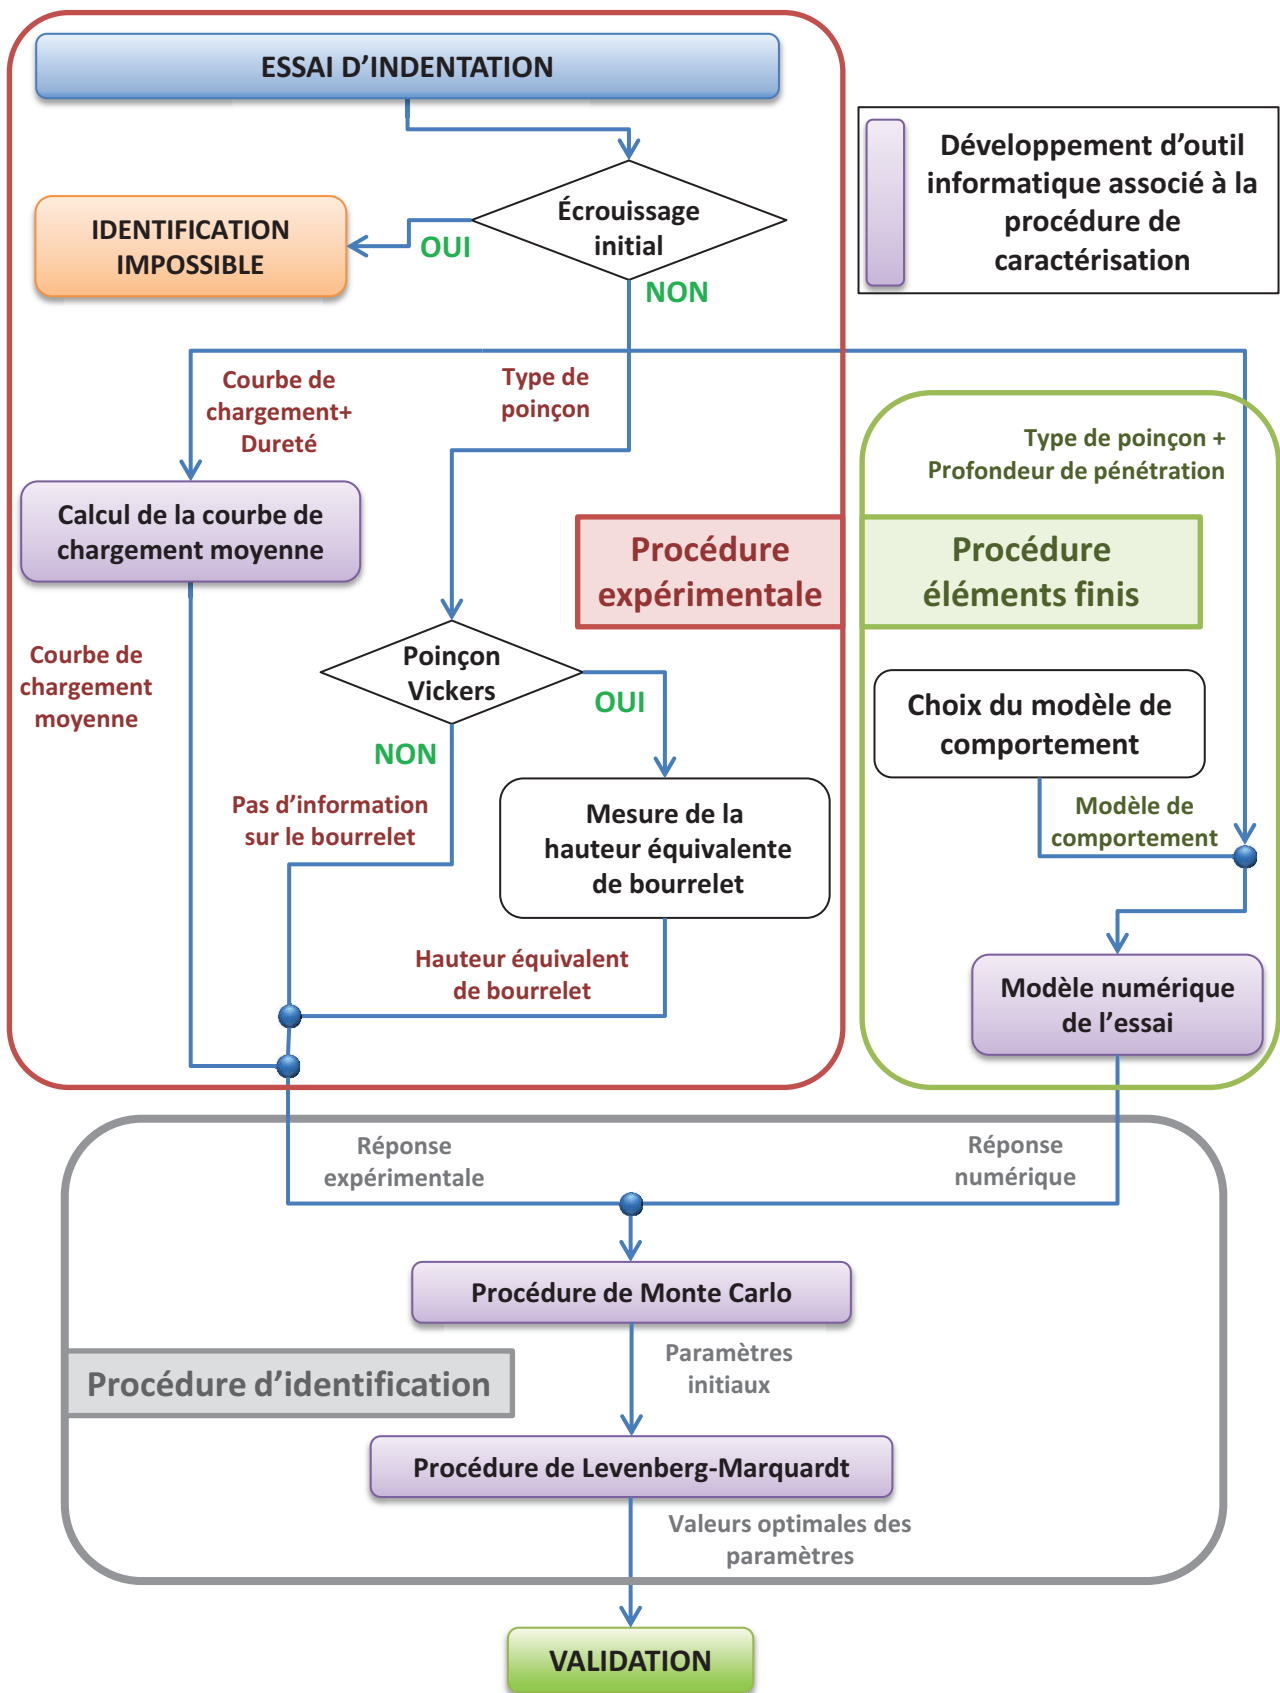 ESSAI D’INDENTATION
Développement d’outil
informatique associé à la
procédure de
caractérisation
Écrouissage
initial
IDENTIFICATION
IMPOSSIBLE
OUI
NON
Courbe de
chargement+
Dureté
Type de
poinçon
Type de poinçon +
Profondeur de pénétration
Calcul de la courbe de
chargement moyenne
Procédure
expérimentale
Procédure
éléments finis
Courbe de
chargement
moyenne
Poinçon
Vickers
OUI
NON
Choix du modèle de
comportement
Pas d’information
sur le bourrelet
Mesure de la
hauteur équivalente
de bourrelet
Modèle de
comportement
Hauteur équivalent
de bourrelet
Modèle numérique
de l’essai
Réponse
expérimentale
Réponse
numérique
Procédure de Monte Carlo
Paramètres
initiaux
Procédure d’identification
Procédure de Levenberg-Marquardt
Valeurs optimales des
paramètres
VALIDATION